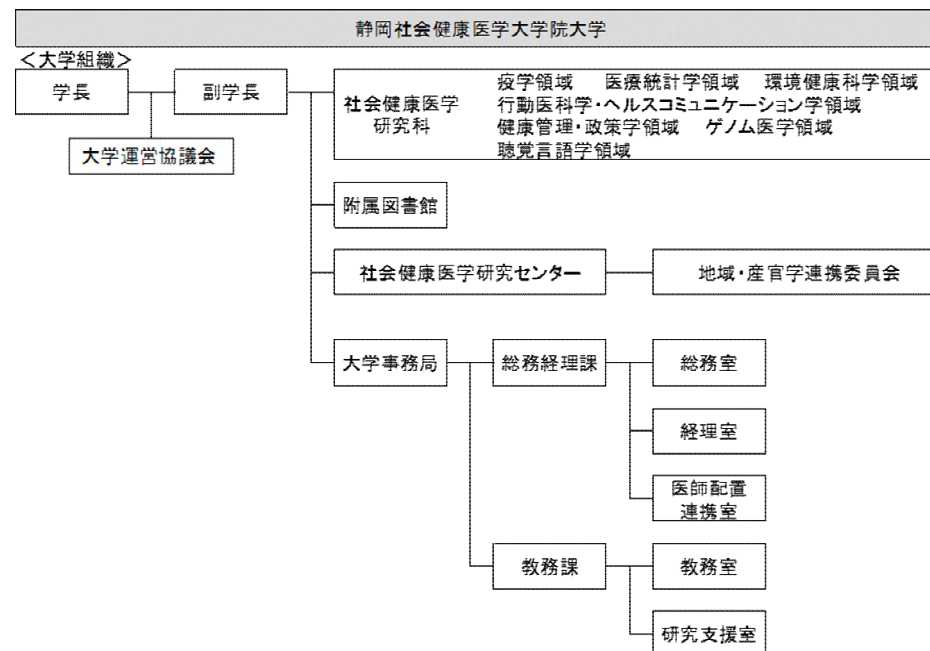 静岡社会健康医学大学院大学
＜大学組織＞
学長
副学長
大学運営協議会
社会健康医学
研究科
疫学領域 医療統計学領域 環境健康科学領域
行動医科学・ヘルスコミュニケーション学領域
健康管理・政策学領域 ゲノム医学領域
聴覚言語学領域
附属図書館
社会健康医学研究センター
地域・産官学連携委員会
大学事務局
総務経理課
総務室
経理室
医師配置
連携室
教務課
教務室
研究支援室